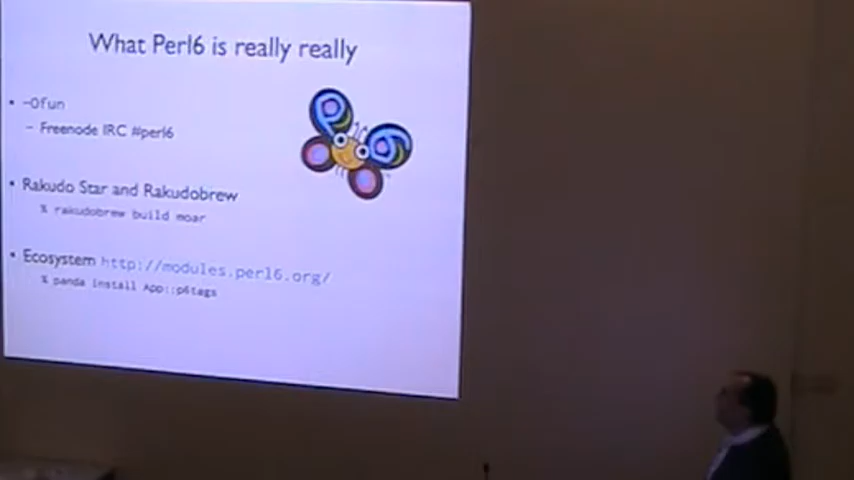 What Perl6 is really really
• -Ofun
– Freenode IRC #perl6
• Rakudo Star and Rakudobrew
% rakudobrew build moar
• Ecosystem http://modules.perl6.org/
% panda install App::p6tags
P6